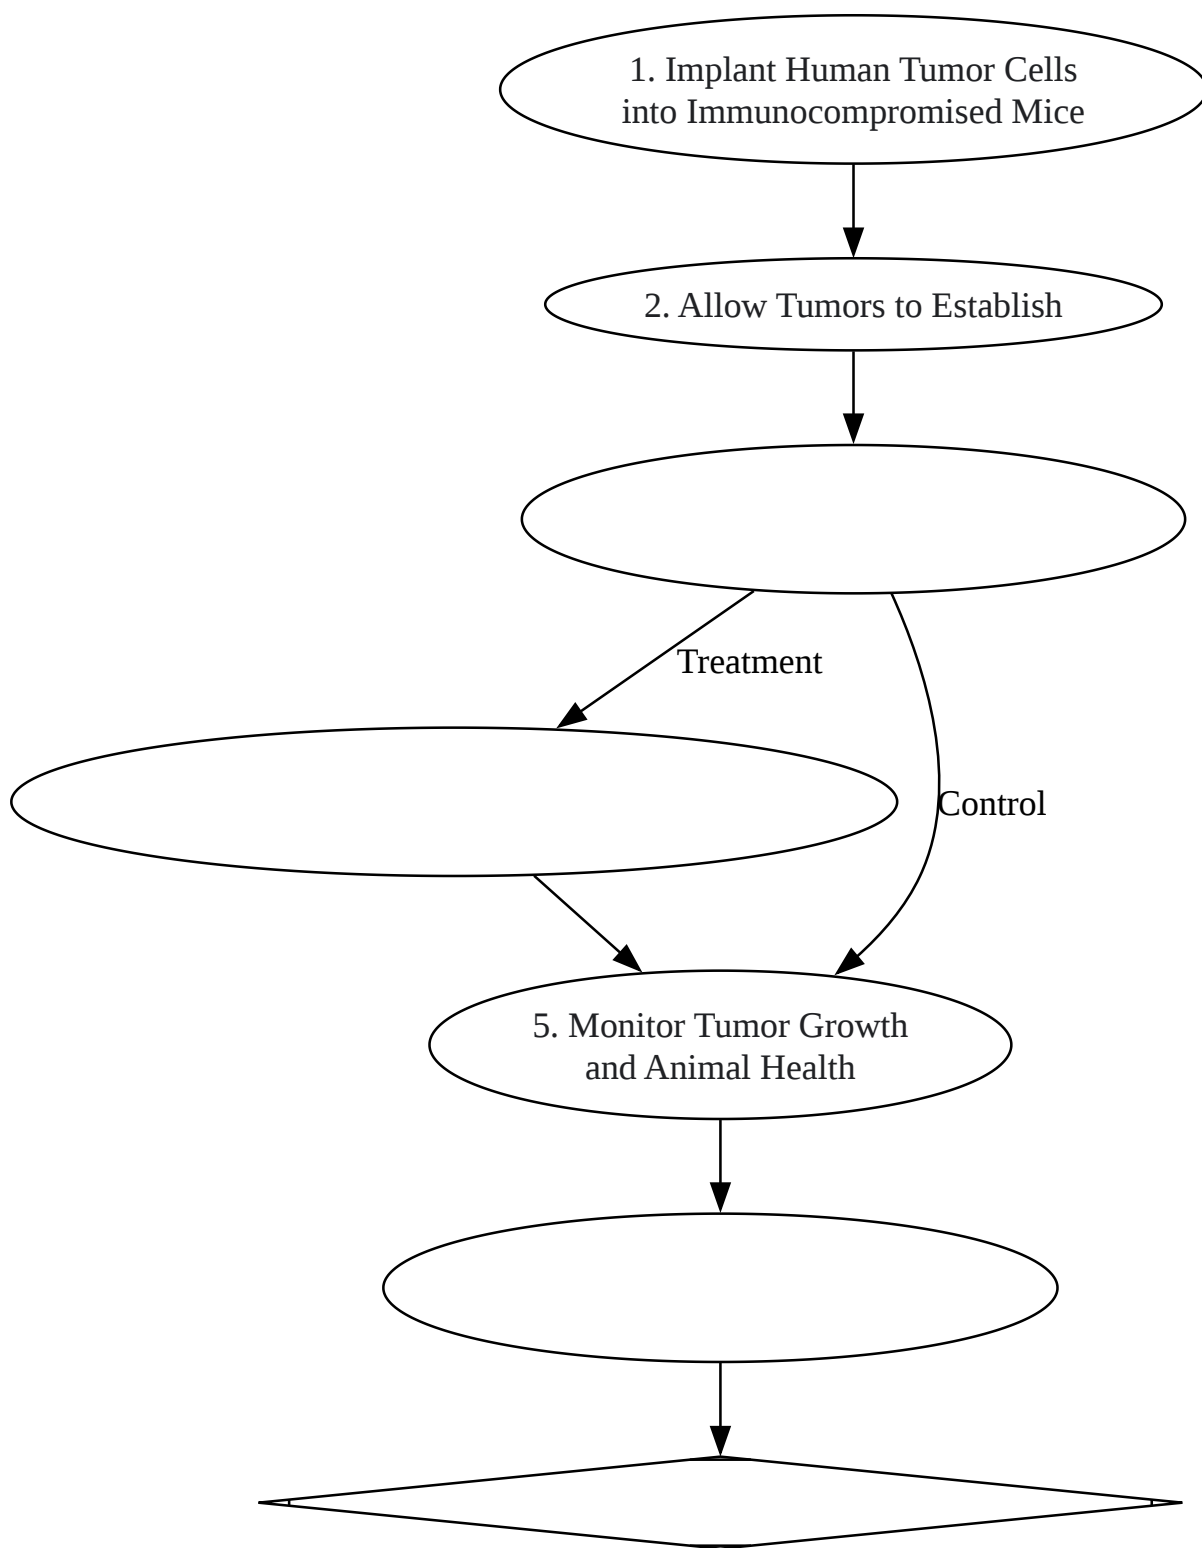 1. Implant Human Tumor Cells
into Immunocompromised Mice
2. Allow Tumors to Establish
Treatment
Control
5. Monitor Tumor Growth
and Animal Health